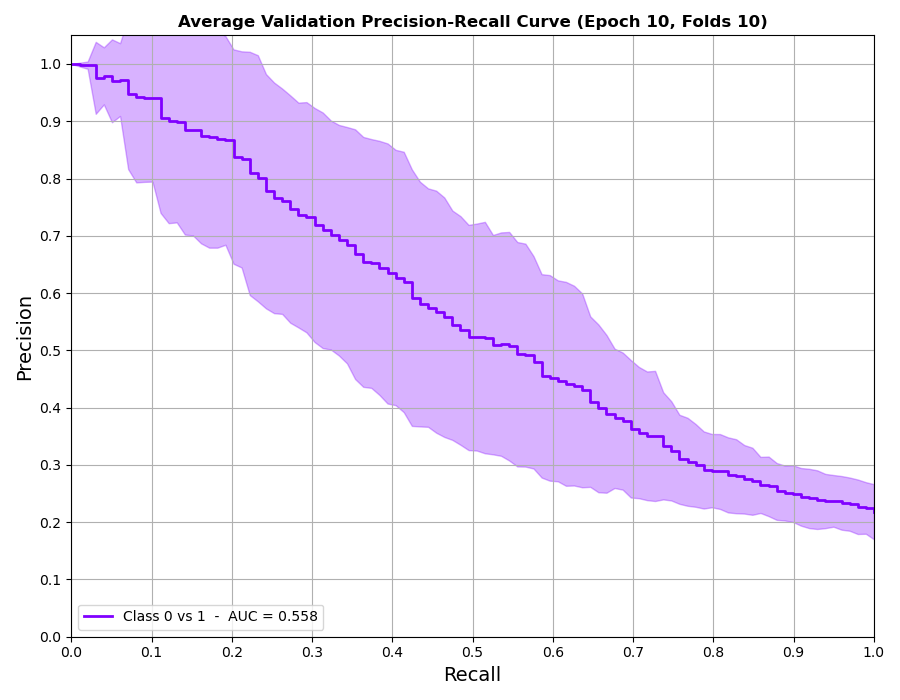 Average Validation Precision-Recall Curve (Epoch 10, Folds 10)
Precision
1.0
0.9
0.8
0.7
0.6
0.5
0.4
0.3
0.2
0.1
0.0
Class 0 vs 1 - AUC = 0.558
0.0 0.1 0.2 0.3 0.4 0.5 0.6 0.7 0.8 0.9 1.0
Recall